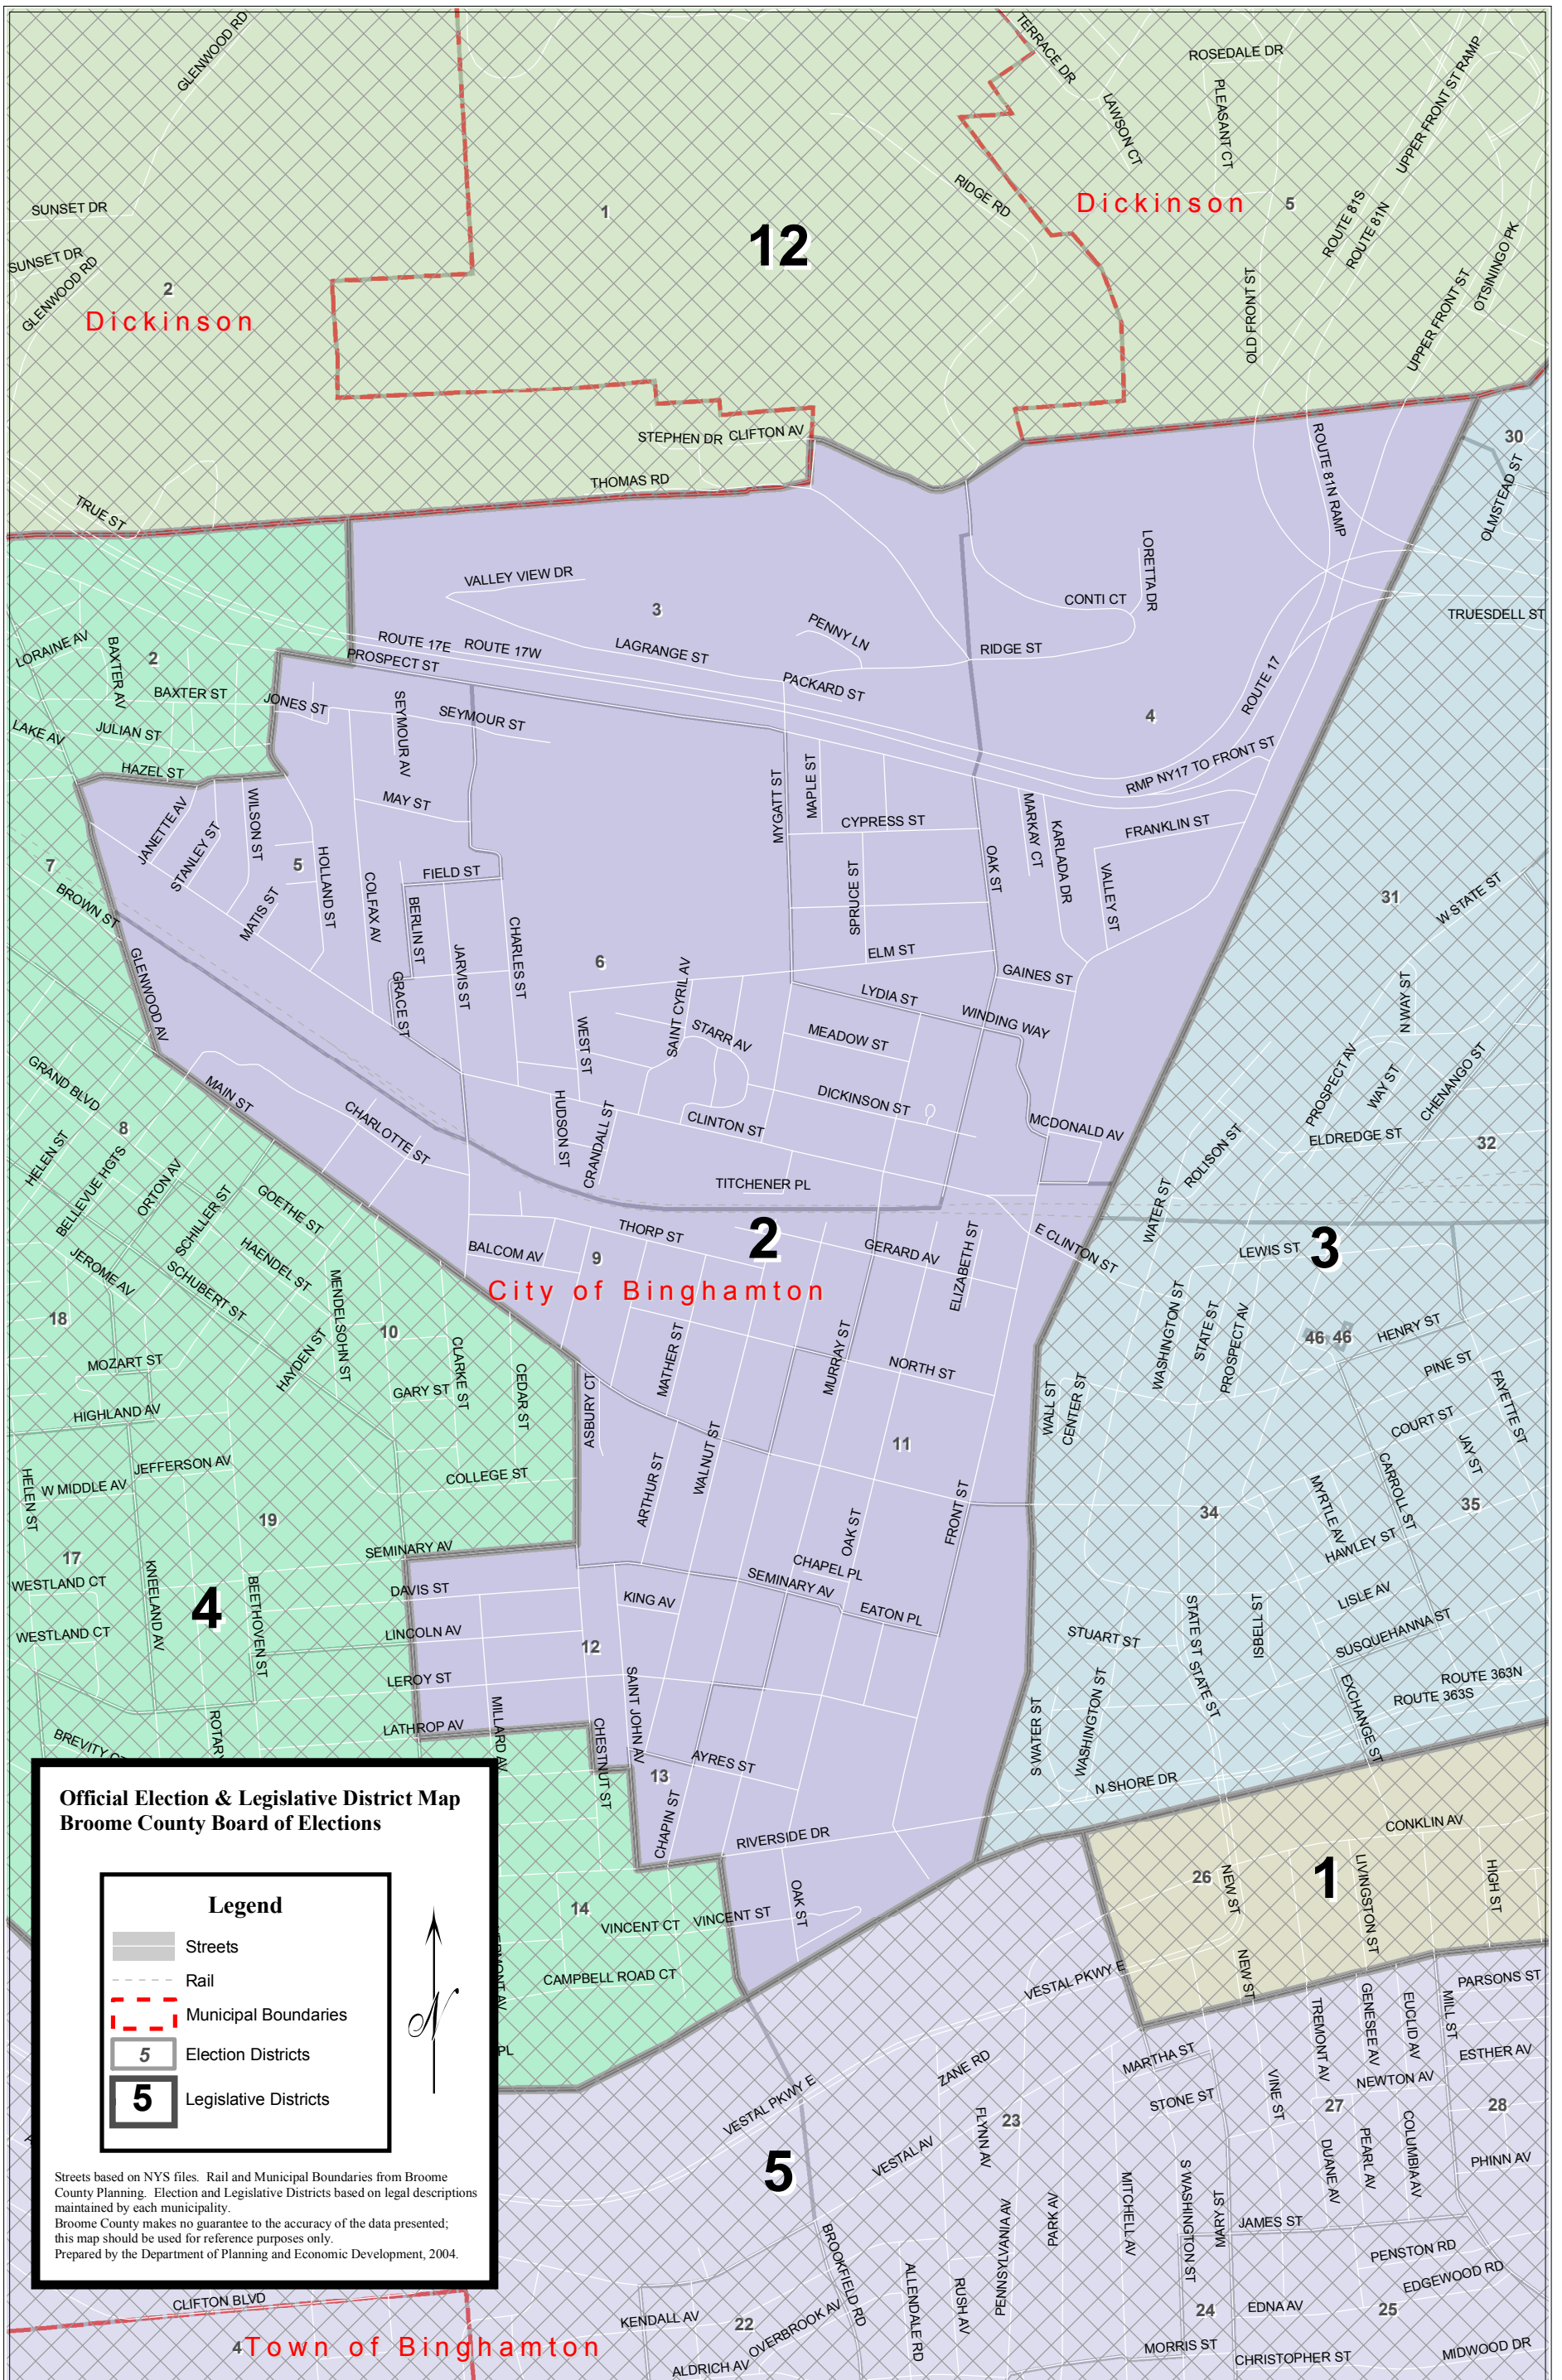 GLENWOOD RD
TERRACE DR
ROSEDALE DR
UPPER FRONT ST RAMP
PLEASANT CT
LAWSON CT
RIDGE RD
SUNSET DR
1
12
Dickinson
5
ROUTE 81S
ROUTE 81N
OTSININGO PK
SUNSET DR
GLENWOOD RD
2
Dickinson
OLD FRONT ST
UPPER FRONT ST
STEPHEN DR
CLIFTON AV
THOMAS RD
TRUE ST
ROUTE 81N RAMP
30
OLMSTEAD ST
VALLEY VIEW DR
3
LORETTA DR
CONTI CT
TRUESDELL ST
LORAINE AV
BAXTER AV
2
ROUTE 17E
ROUTE 17W
PROSPECT ST
LAGRANGE ST
PENNY LN
RIDGE ST
PACKARD ST
BAXTER ST
JONES ST
SEYMOUR AV
SEYMOUR ST
4
ROUTE 17
LAKE AV
JULIAN ST
HAZEL ST
RMP NY17 TO FRONT ST
MAY ST
MYGATT ST
MAPLE ST
CYPRESS ST
MARKAY CT
KARLADA DR
FRANKLIN ST
JANETTE AV
STANLEY ST
WILSON ST
5
HOLLAND ST
MATIS ST
COLFAX AV
FIELD ST
BERLIN ST
SPRUCE ST
OAK ST
VALLEY ST
7
BROWN ST
31
W STATE ST
GLENWOOD AV
JARVIS ST
CHARLES ST
6
ELM ST
GAINES ST
GRACE ST
SAINT CYRIL AV
LYDIA ST
WINDING WAY
N WAY ST
WEST ST
STARR AV
MEADOW ST
GRAND BLVD
MAIN ST
CHARLOTTE ST
HUDSON ST
CRANDALL ST
CLINTON ST
DICKINSON ST
MCDONALD AV
PROSPECT AV
WAY ST
CHENANGO ST
ELDREDGE ST
32
8
HELEN ST
BELLEVUE HGTS
ORTON AV
SCHILLER ST
GOETHE ST
TITCHENER PL
WATER ST
ROLISON ST
JEROME AV
HAENDEL ST
SCHUBERT ST
BALCOM AV
9
THORP ST
2
GERARD AV
ELIZABETH ST
E CLINTON ST
LEWIS ST
3
City of Binghamton
18
MENDELSOHN ST
10
HAYDEN ST
CLARKE ST
CEDAR ST
GARY ST
MOZART ST
HIGHLAND AV
ASBURY CT
MATHER ST
MURRAY ST
NORTH ST
WALL ST
CENTER ST
WASHINGTON ST
STATE ST
PROSPECT AV
46
46
HENRY ST
PINE ST
FAYETTE ST
COURT ST
JAY ST
JEFFERSON AV
W MIDDLE AV
HELEN ST
COLLEGE ST
ARTHUR ST
WALNUT ST
11
OAK ST
FRONT ST
34
MYRTLE AV
CARROLL ST
35
HAWLEY ST
19
17
SEMINARY AV
WESTLAND CT
KNEELAND AV
4
BEETHOVEN ST
DAVIS ST
KING AV
CHAPEL PL
SEMINARY AV
EATON PL
LISLE AV
WESTLAND CT
LINCOLN AV
12
STUART ST
STATE ST
STATE ST
ISBELL ST
SUSQUEHANNA ST
LEROY ST
MILLARD AV
SAINT JOHN AV
ROUTE 363N
ROUTE 363S
LATHROP AV
CHESTNUT ST
AYRES ST
S WATER ST
WASHINGTON ST
EXCHANGE ST
13
CHAPIN ST
N SHORE DR
RIVERSIDE DR
CONKLIN AV
14
VINCENT CT
VINCENT ST
OAK ST
26
NEW ST
1
LIVINGSTON ST
HIGH ST
CAMPBELL ROAD CT
VESTAL PKWY E
NEW ST
PARSONS ST
TREMONT AV
GENESEE AV
EUCLID AV
MILL ST
PL
MARTHA ST
ESTHER AV
ZANE RD
STONE ST
VINE ST
NEWTON AV
VESTAL PKWY E
FLYNN AV
23
27
28
5
VESTAL AV
DUANE AV
PEARL AV
COLUMBIA AV
PHINN AV
PENNSYLVANIA AV
PARK AV
MITCHELL AV
S WASHINGTON ST
MARY ST
JAMES ST
BROOKFIELD RD
ALLENDALE RD
RUSH AV
PENSTON RD
EDGEWOOD RD
CLIFTON BLVD
KENDALL AV
22
OVERBROOK AV
24
EDNA AV
25
4
Town of Binghamton
ALDRICH AV
MORRIS ST
CHRISTOPHER ST
MIDWOOD DR
Official Election & Legislative District Map
Broome County Board of Elections
Legend
Streets
Rail
Municipal Boundaries
5 Election Districts
5 Legislative Districts
N
Streets based on NYS files. Rail and Municipal Boundaries from Broome
County Planning. Election and Legislative Districts based on legal descriptions
maintained by each municipality.
Broome County makes no guarantee to the accuracy of the data presented;
this map should be used for reference purposes only.
Prepared by the Department of Planning and Economic Development, 2004.